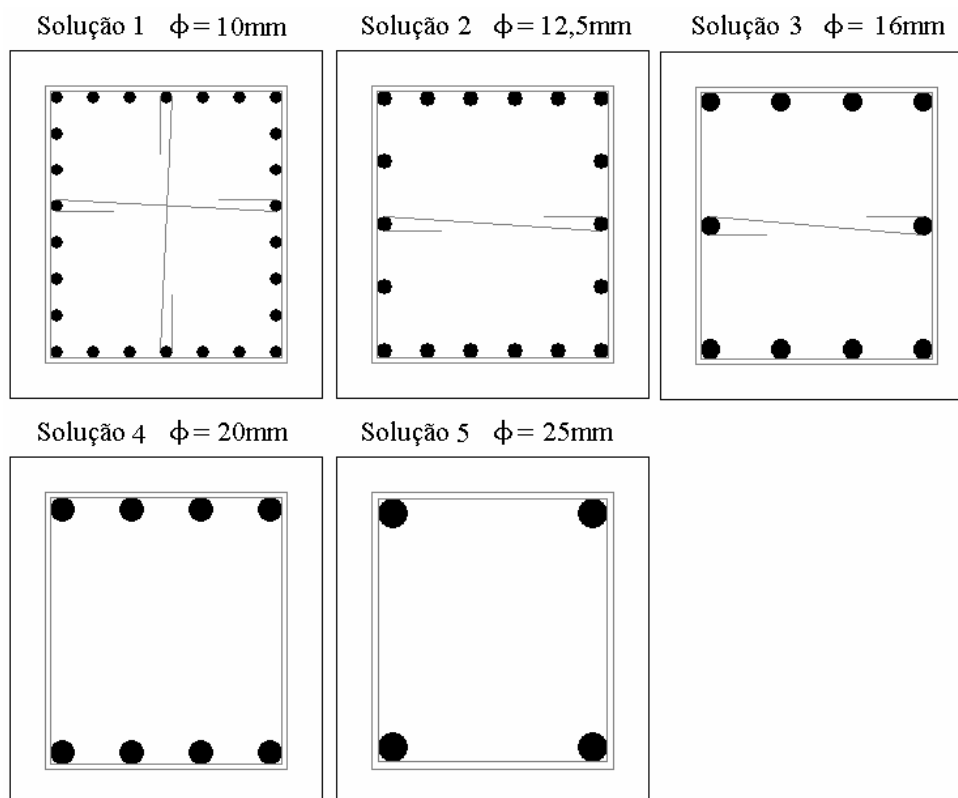 Solução 1 ϕ= 10mm
Solução 2 ϕ= 12,5mm
Solução 3 ϕ= 16mm
Solução 4 ϕ= 20mm
Solução 5 ϕ= 25mm